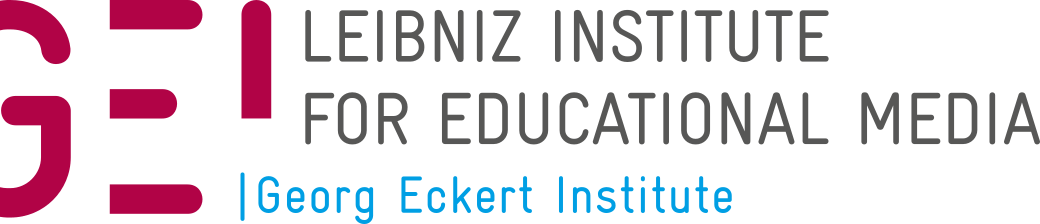 GEI
LEIBNIZ INSTITUTE
FOR EDUCATIONAL MEDIA
|Georg Eckert Institute